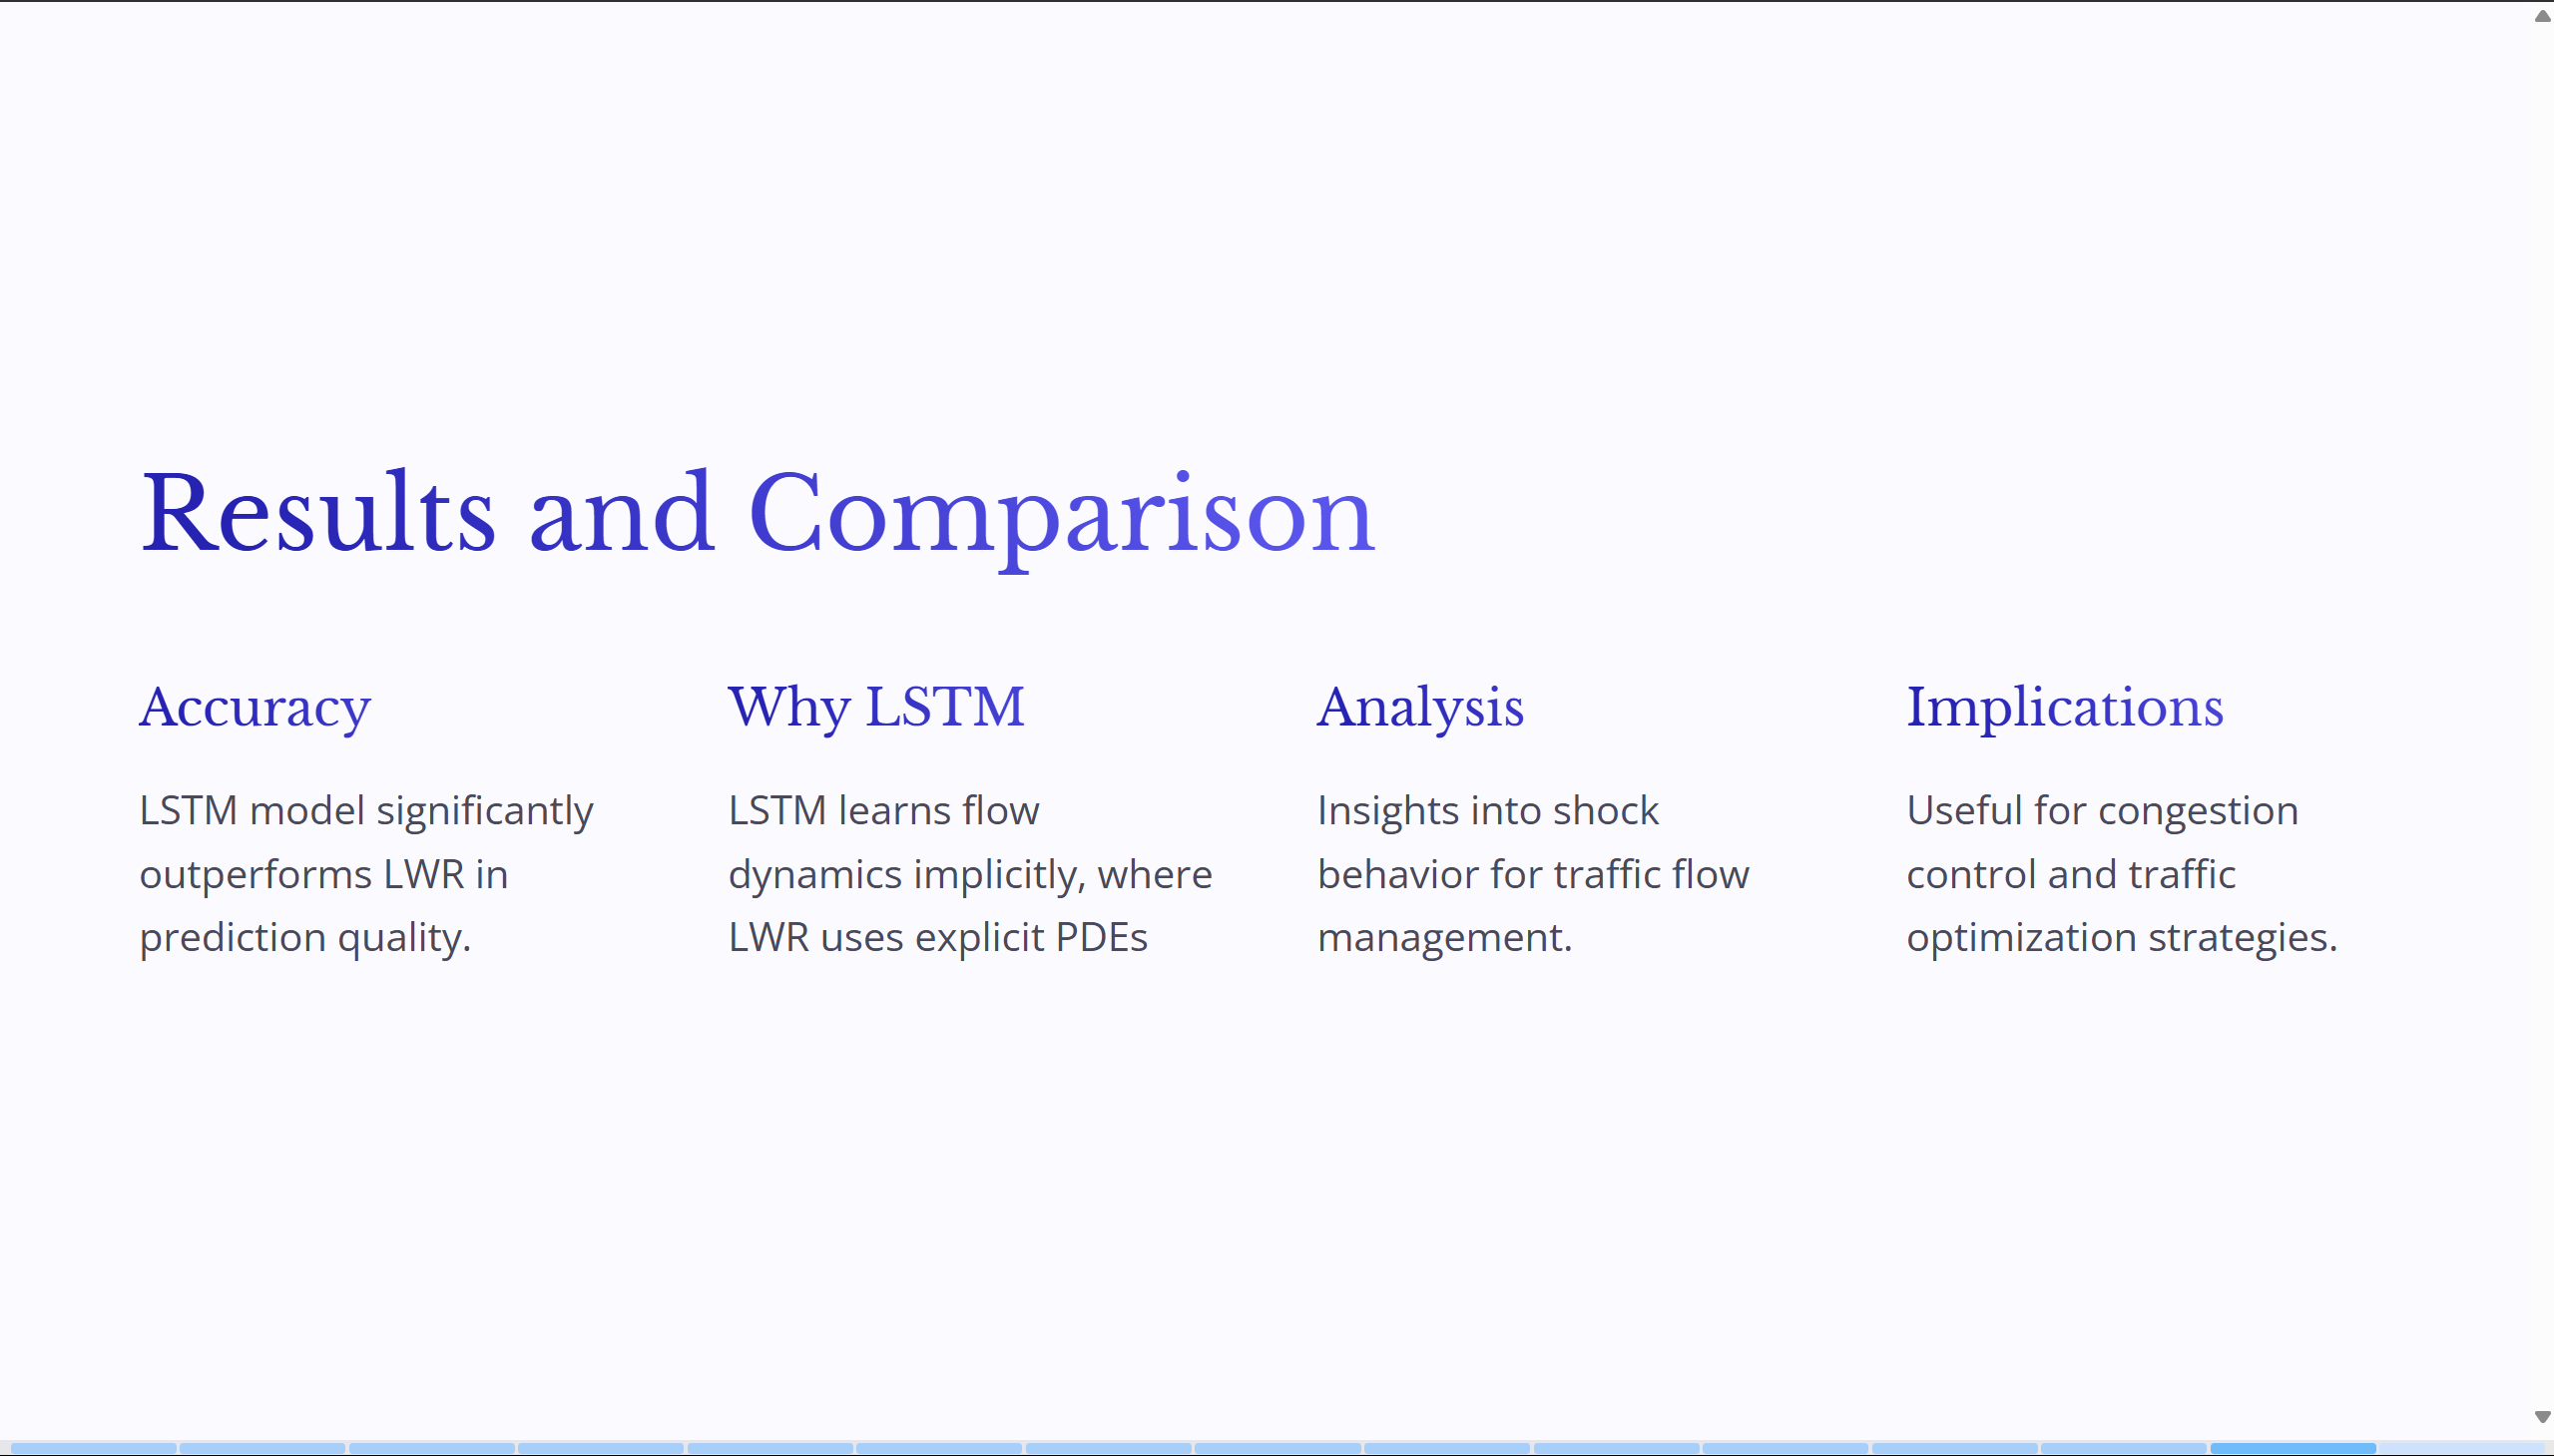 Results and Comparison
Accuracy
LSTM model significantly
outperforms LWR in
prediction quality.
Why LSTM
LSTM learns flow
dynamics implicitly, where
LWR uses explicit PDEs
Analysis
Insights into shock
behavior for traffic flow
management.
Implications
Useful for congestion
control and traffic
optimization strategies.